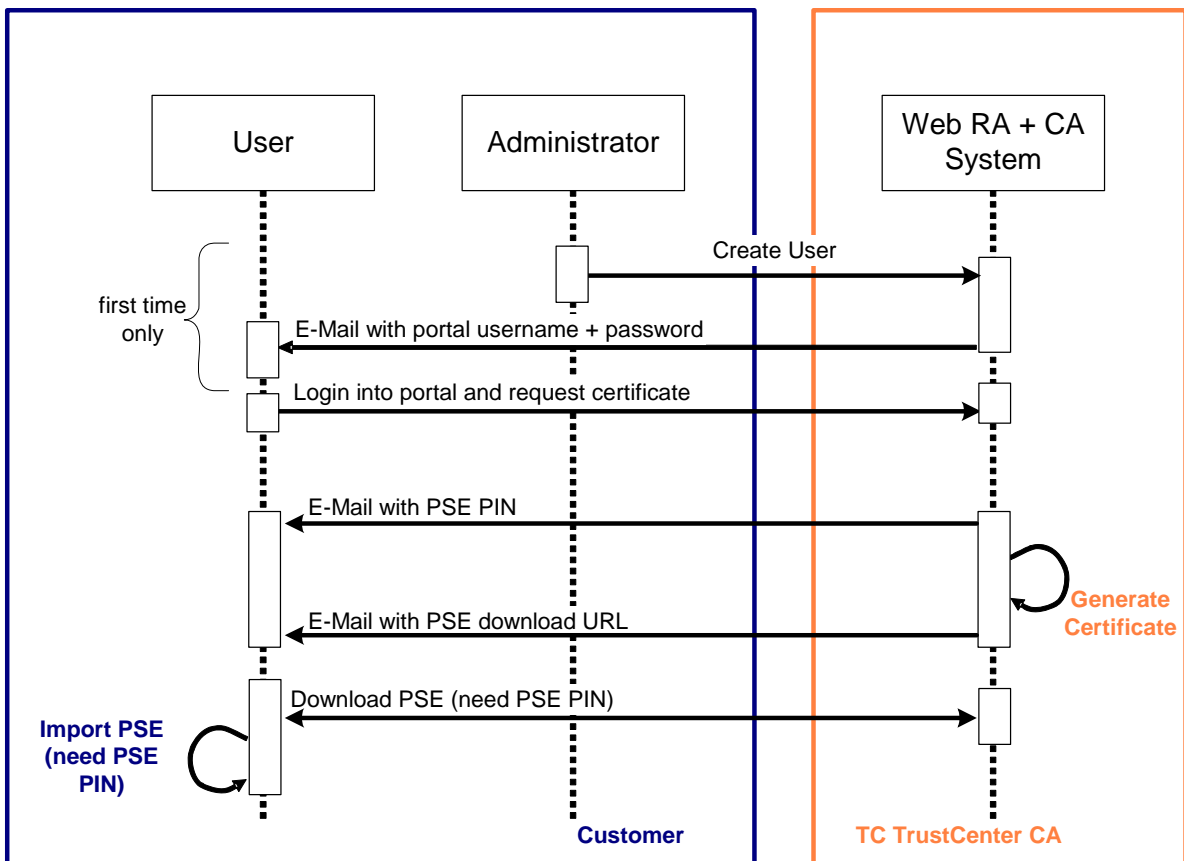 User
Administrator
Web RA + CA
System
Create User
first time
only
E-Mail with portal username + password
Login into portal and request certificate
E-Mail with PSE PIN
Generate
Certificate
E-Mail with PSE download URL
Download PSE (need PSE PIN)
Import PSE
(need PSE
PIN)
Customer
TC TrustCenter CA